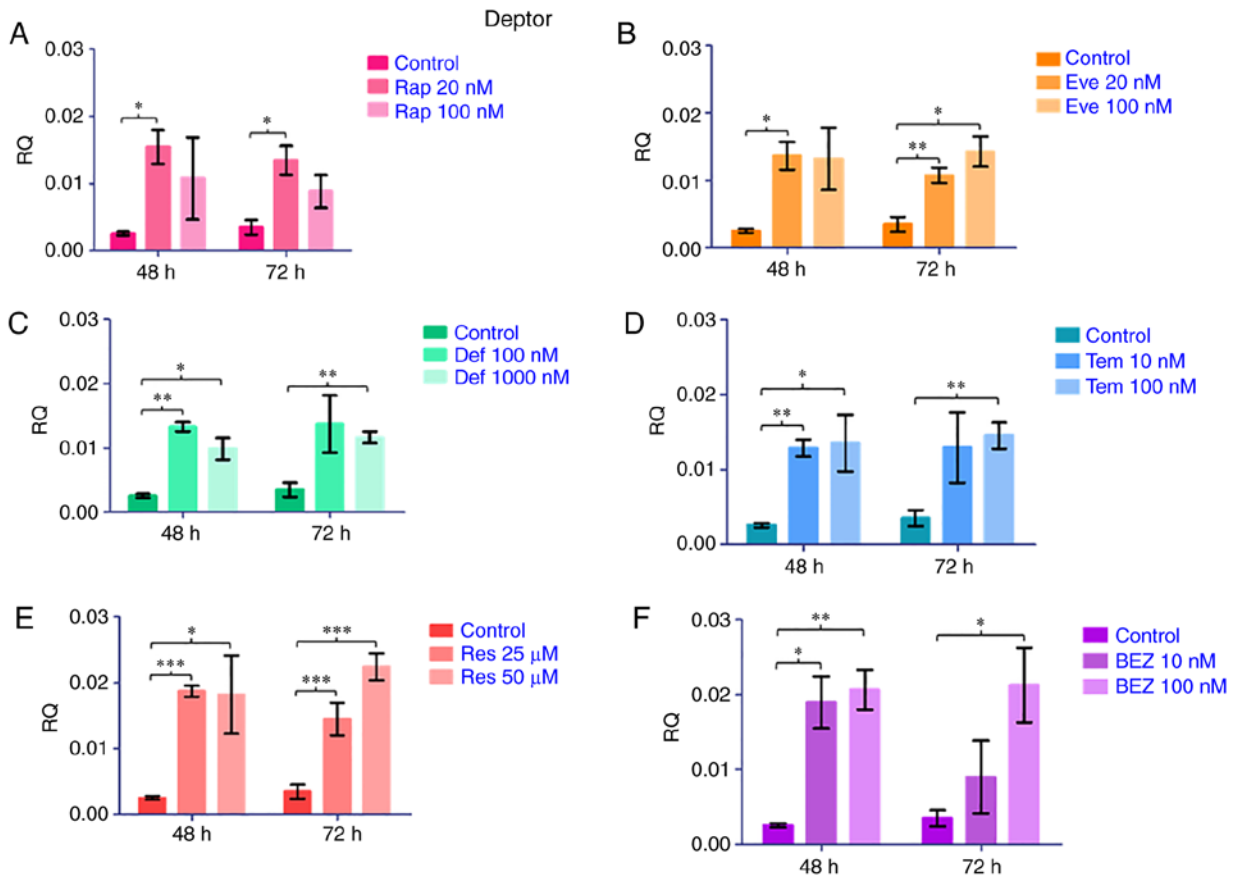 Deptor
A
0.03
0.02
0.01
0.00
RQ
* *
48 h 72 h
Control
Rap 20 nM
Rap 100 nM
B
0.03
0.02
0.01
0.00
RQ
* ** *
48 h 72 h
Control
Eve 20 nM
Eve 100 nM
C
0.03
0.02
0.01
0.00
RQ
* **
**
48 h 72 h
Control
Def 100 nM
Def 1000 nM
D
0.03
0.02
0.01
0.00
RQ
* **
**
48 h 72 h
Control
Tem 10 nM
Tem 100 nM
E
0.03
0.02
0.01
0.00
RQ
* ***
*** ***
48 h 72 h
Control
Res 25 μM
Res 50 μM
F
0.03
0.02
0.01
0.00
RQ
** *
*
48 h 72 h
Control
BEZ 10 nM
BEZ 100 nM